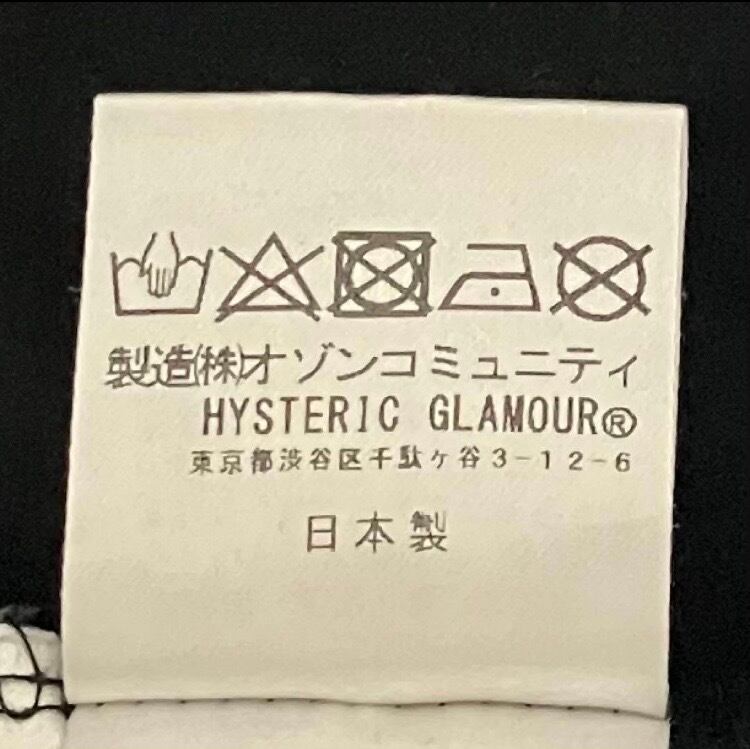 製造(株)オゾンコミュニティ
HYSTERIC GLAMOUR®
東京都渋谷区千駄ヶ谷3-12-6
日本製